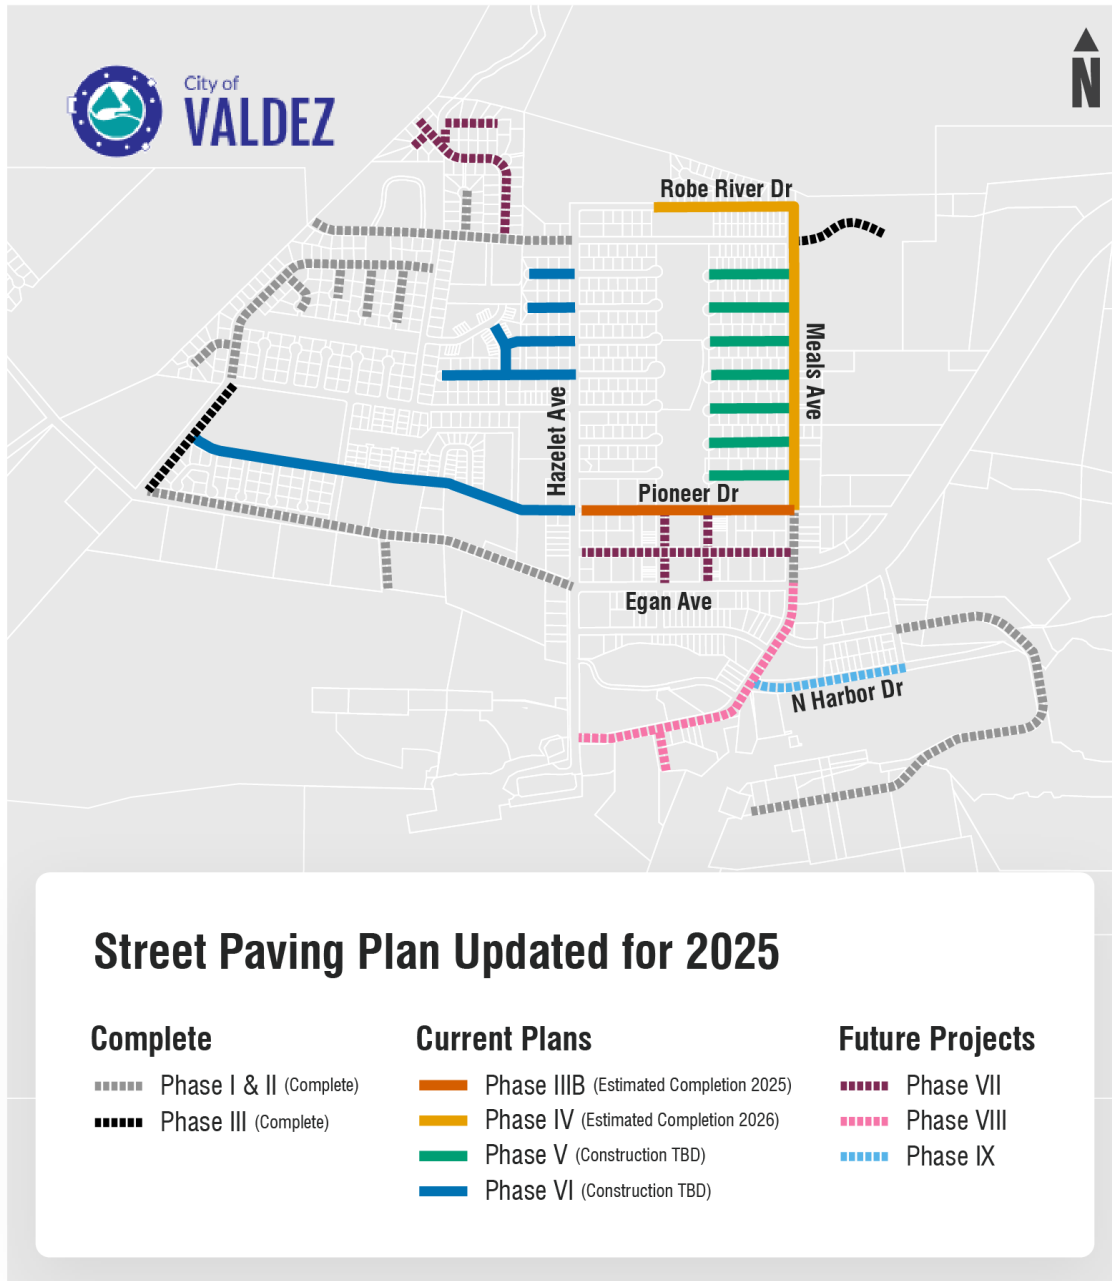 City of
VALDEZ
N
Robe River Dr
Meals Ave
Hazelet Ave
Pioneer Dr
Egan Ave
N Harbor Dr
Street Paving Plan Updated for 2025
Complete
Phase I & II (Complete)
Phase III (Complete)
Current Plans
Phase IIIB (Estimated Completion 2025)
Phase IV (Estimated Completion 2026)
Phase V (Construction TBD)
Phase VI (Construction TBD)
Future Projects
Phase VII
Phase VIII
Phase IX